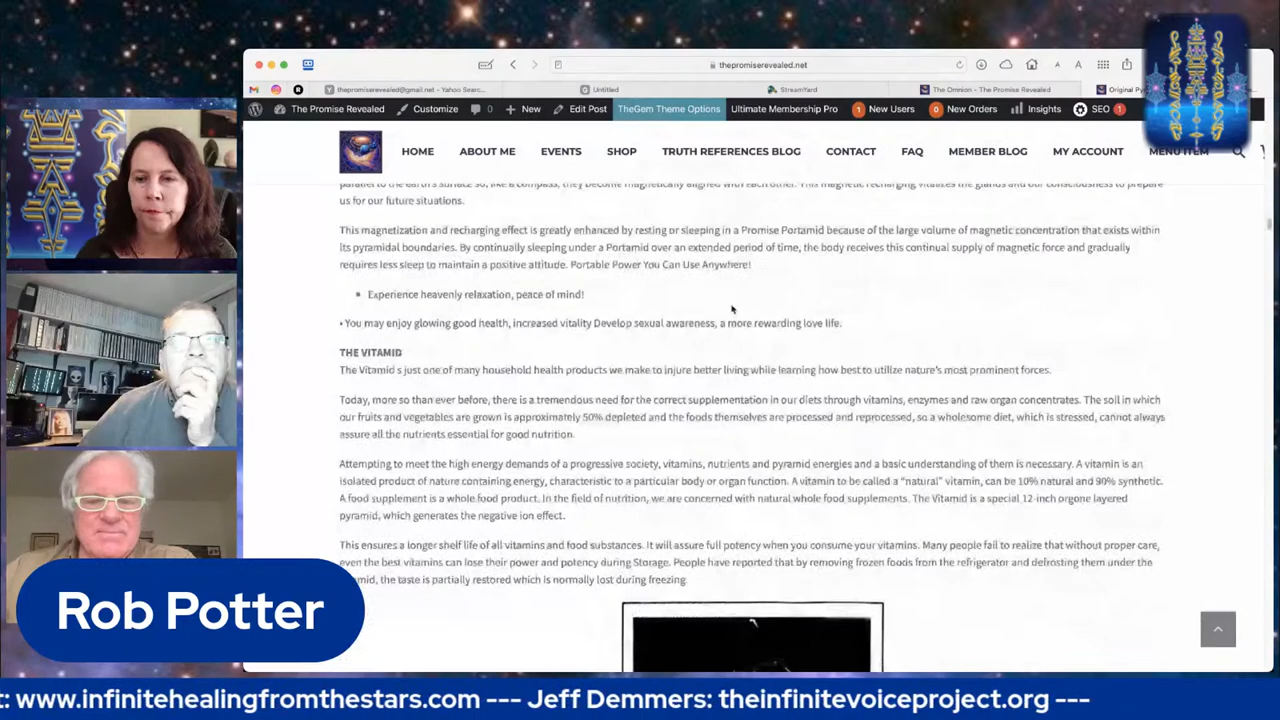 thepromiserevealed.net
thepromiserevealed@gmail.net - Yahoo Searc...
Untitled
StreamYard
The Omnion - The Promise Revealed
Original Py
The Promise Revealed
Customize
0
New
Edit Post
TheGem Theme Options
Ultimate Membership Pro
1 New Users
0 New Orders
Insights
SEO 1
HOME
ABOUT ME
EVENTS
SHOP
TRUTH REFERENCES BLOG
CONTACT
FAQ
MEMBER BLOG
MY ACCOUNT
MENU ITEM
parallel to the earth's surface so, like a compass, they become magnetically aligned with each other. This magnetic recharging vitalizes the glands and our consciousness to prepare
us for our future situations.
This magnetization and recharging effect is greatly enhanced by resting or sleeping in a Promise Portamid because of the large volume of magnetic concentration that exists within
its pyramidal boundaries. By continually sleeping under a Portamid over an extended period of time, the body receives this continual supply of magnetic force and gradually
requires less sleep to maintain a positive attitude. Portable Power You Can Use Anywhere!
Experience heavenly relaxation, peace of mind!
• You may enjoy glowing good health, increased vitality Develop sexual awareness, a more rewarding love life.
THE VITAMID
The Vitamid s just one of many household health products we make to injure better living while learning how best to utilize nature's most prominent forces.
Today, more so than ever before, there is a tremendous need for the correct supplementation in our diets through vitamins, enzymes and raw organ concentrates. The soil in which
our fruits and vegetables are grown is approximately 50% depleted and the foods themselves are processed and reprocessed, so a wholesome diet, which is stressed, cannot always
assure all the nutrients essential for good nutrition.
Attempting to meet the high energy demands of a progressive society, vitamins, nutrients and pyramid energies and a basic understanding of them is necessary. A vitamin is an
isolated product of nature containing energy, characteristic to a particular body or organ function. A vitamin to be called a "natural" vitamin, can be 10% natural and 90% synthetic.
A food supplement is a whole food product. In the field of nutrition, we are concerned with natural whole food supplements. The Vitamid is a special 12-inch orgone layered
pyramid, which generates the negative ion effect.
This ensures a longer shelf life of all vitamins and food substances. It will assure full potency when you consume your vitamins. Many people fail to realize that without proper care,
even the best vitamins can lose their power and potency during Storage. People have reported that by removing frozen foods from the refrigerator and defrosting them under the
mid, the taste is partially restored which is normally lost during freezing.
Rob Potter
t: www.infinitehealingfromthestars.com --- Jeff Demmers: theinfinitevoiceproject.org ---